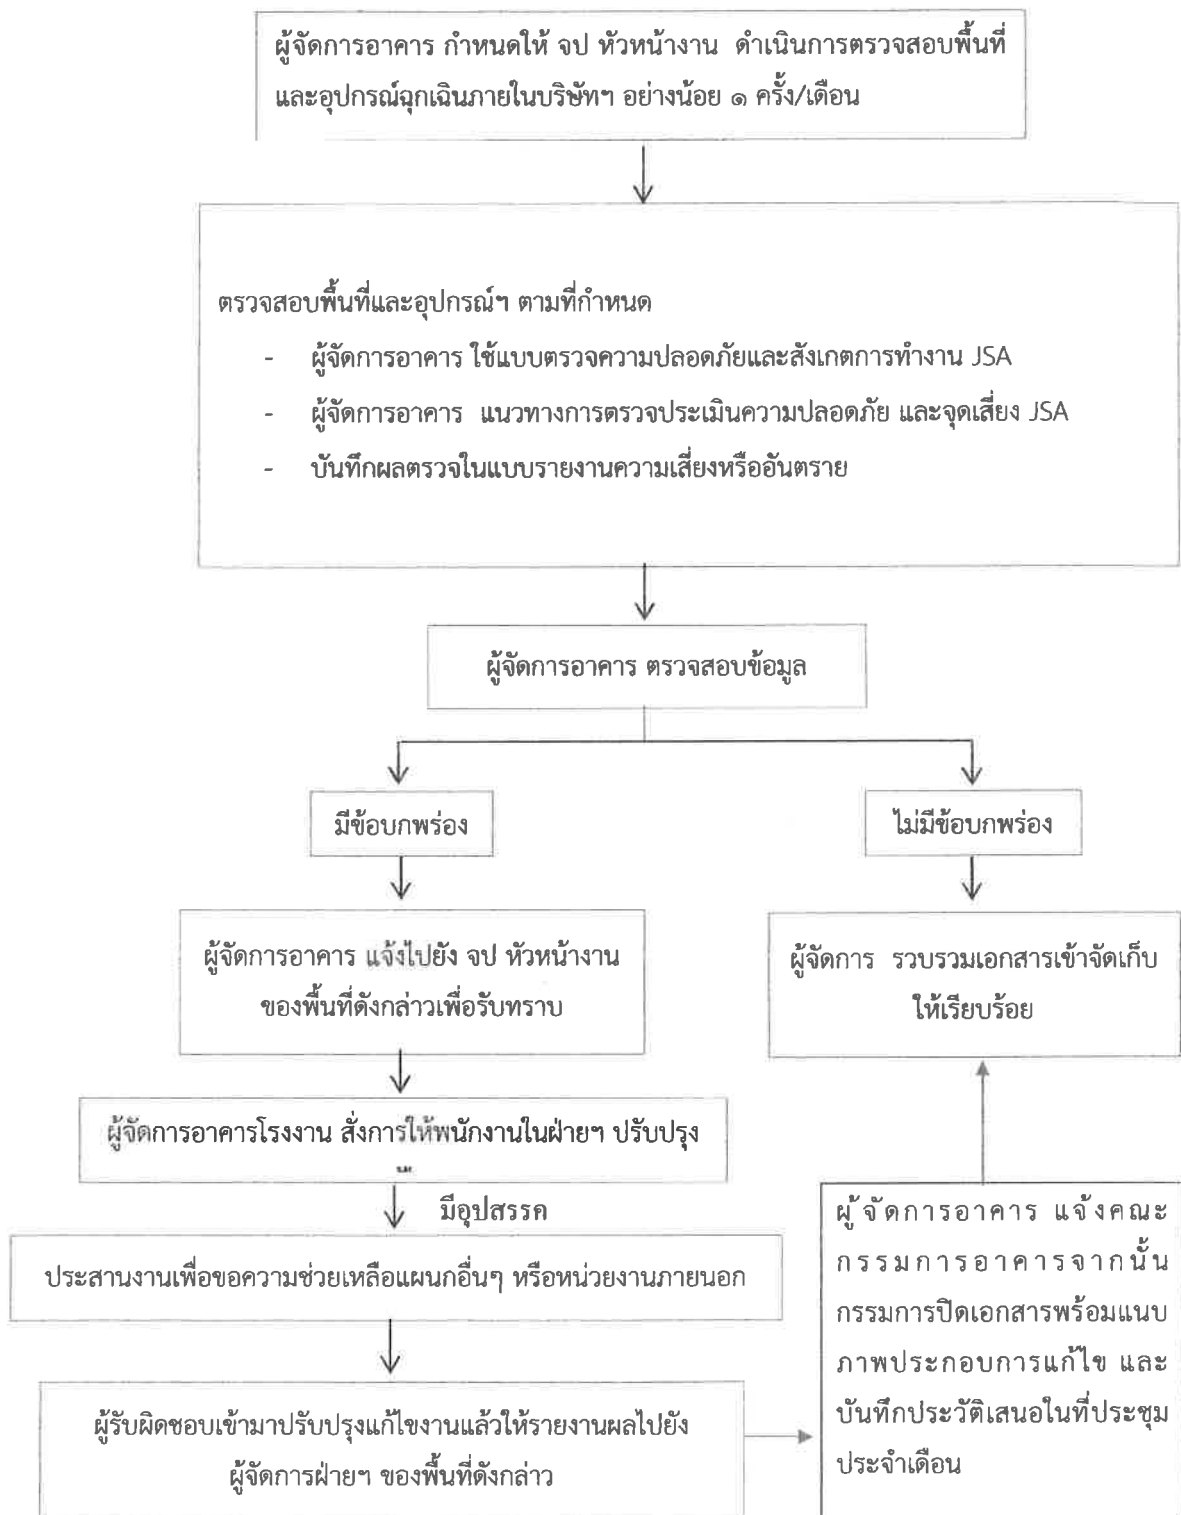 ผู้จัดการอาคาร กำหนดให้ จป หัวหน้างาน ดำเนินการตรวจสอบพื้นที่
และอุปกรณ์ฉุกเฉินภายในบริษัทฯ อย่างน้อย ๑ ครั้ง/เดือน
ตรวจสอบพื้นที่และอุปกรณ์ฯ ตามที่กำหนด
- ผู้จัดการอาคาร ใช้แบบตรวจความปลอดภัยและสังเกตการทำงาน JSA
- ผู้จัดการอาคาร แนวทางการตรวจประเมินความปลอดภัย และจุดเสี่ยง JSA
- บันทึกผลตรวจในแบบรายงานความเสี่ยงหรืออันตราย
ผู้จัดการอาคาร ตรวจสอบข้อมูล
มีข้อบกพร่อง
ไม่มีข้อบกพร่อง
ผู้จัดการอาคาร แจ้งไปยัง จป หัวหน้างาน
ของพื้นที่ดังกล่าวเพื่อรับทราบ
ผู้จัดการ รวบรวมเอกสารเข้าจัดเก็บ
ให้เรียบร้อย
ผู้จัดการอาคารโรงงาน สั่งการให้พนักงานในฝ่ายฯ ปรับปรุง
มีอุปสรรค
ประสานงานเพื่อขอความช่วยเหลือแผนกอื่นๆ หรือหน่วยงานภายนอก
ผู้รับผิดชอบเข้ามาปรับปรุงแก้ไขงานแล้วให้รายงานผลไปยัง
ผู้จัดการฝ่ายฯ ของพื้นที่ดังกล่าว
ผู้จัดการอาคาร แจ้งคณะ
กรรมการอาคารจากนั้น
กรรมการปิดเอกสารพร้อมแนบ
ภาพประกอบการแก้ไข และ
บันทึกประวัติเสนอในที่ประชุม
ประจำเดือน